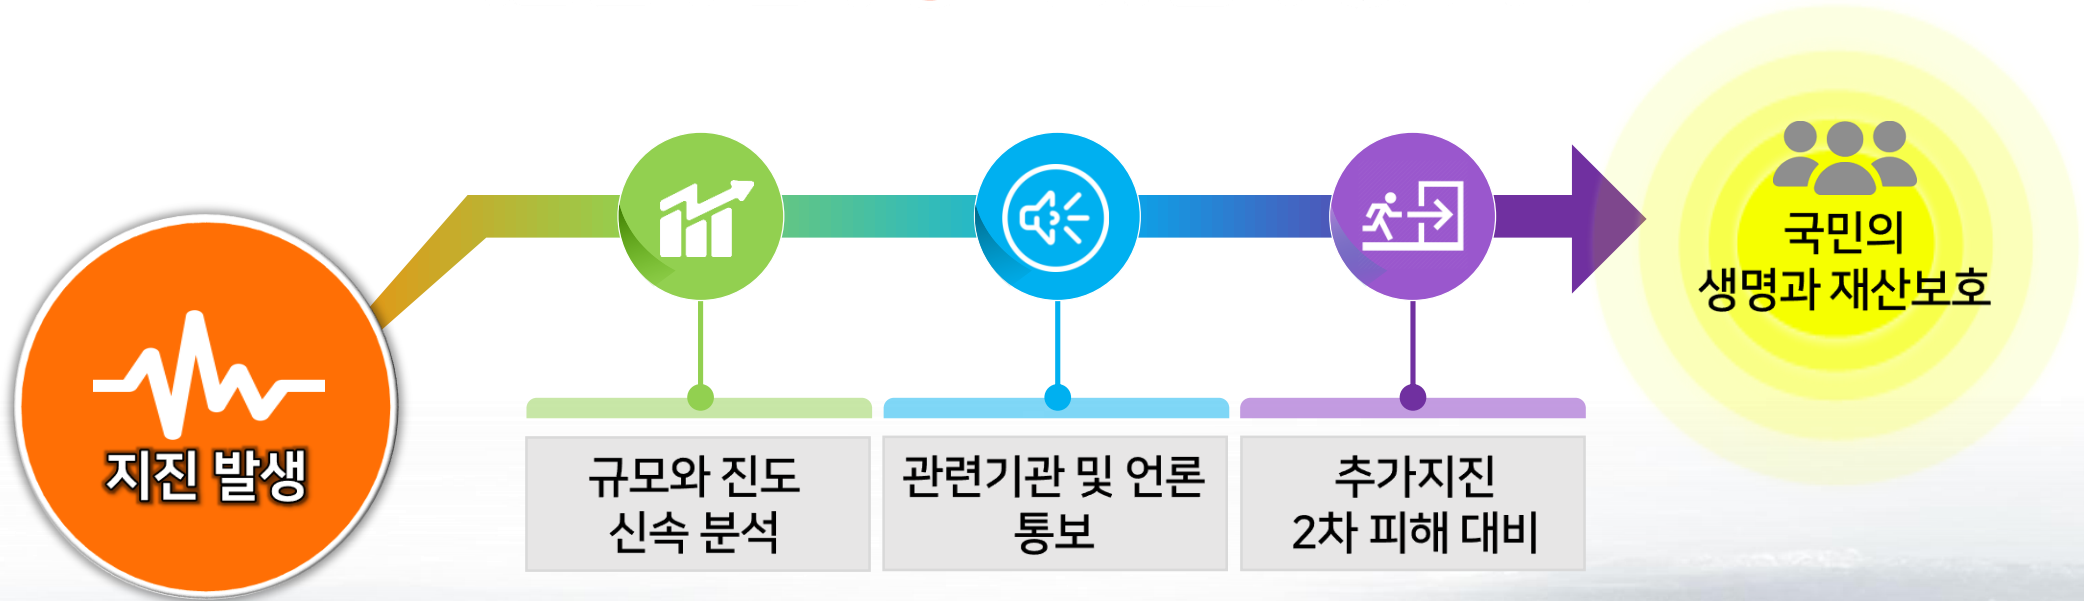 지진 발생
규모와 진도
신속 분석
관련기관 및 언론
통보
추가지진
2차 피해 대비
국민의
생명과 재산보호